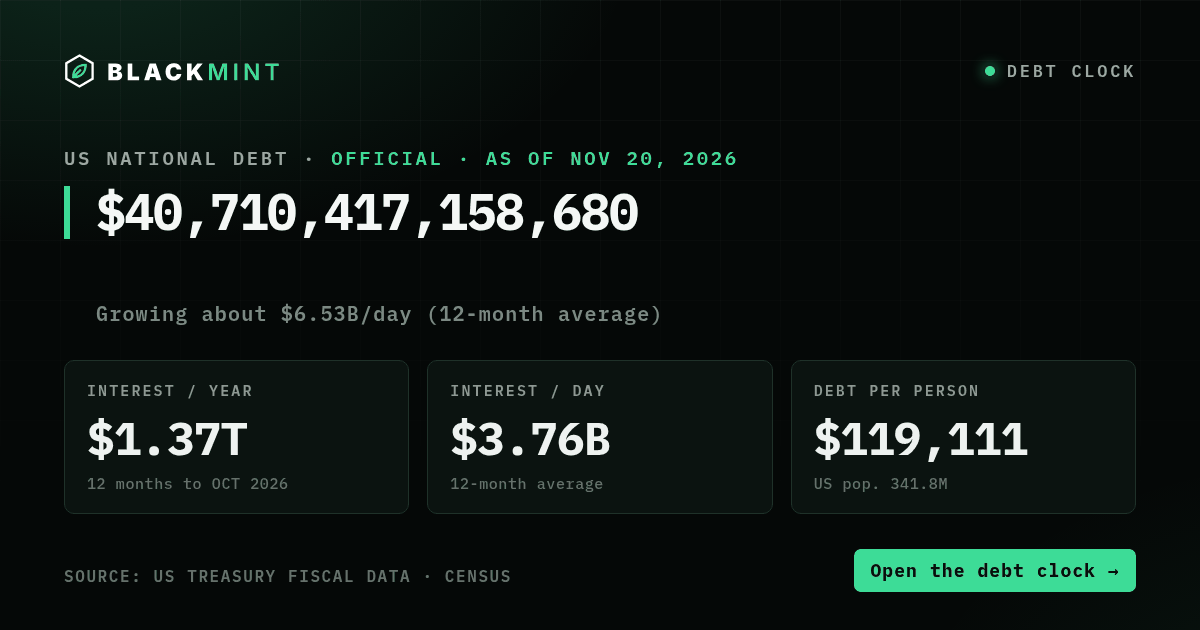 BLACKMINT
DEBT CLOCK
US NATIONAL DEBT · OFFICIAL · AS OF NOV 20, 2026
$40,710,417,158,680
Growing about $6.53B/day (12-month average)
INTEREST / YEAR
$1.37T
12 months to OCT 2026
INTEREST / DAY
$3.76B
12-month average
DEBT PER PERSON
$119,111
US pop. 341.8M
SOURCE: US TREASURY FISCAL DATA · CENSUS
Open the debt clock →